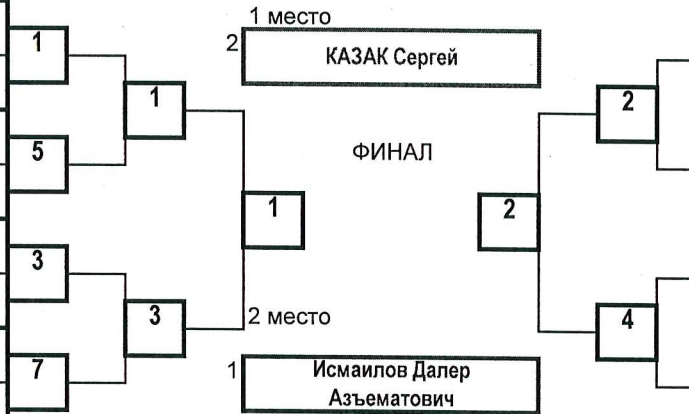 1 место
1
2
КАЗАК Сергей
1
2
5
ФИНАЛ
1
2
3
3
2 место
4
7
1
Исмаилов Далер
Азъематович